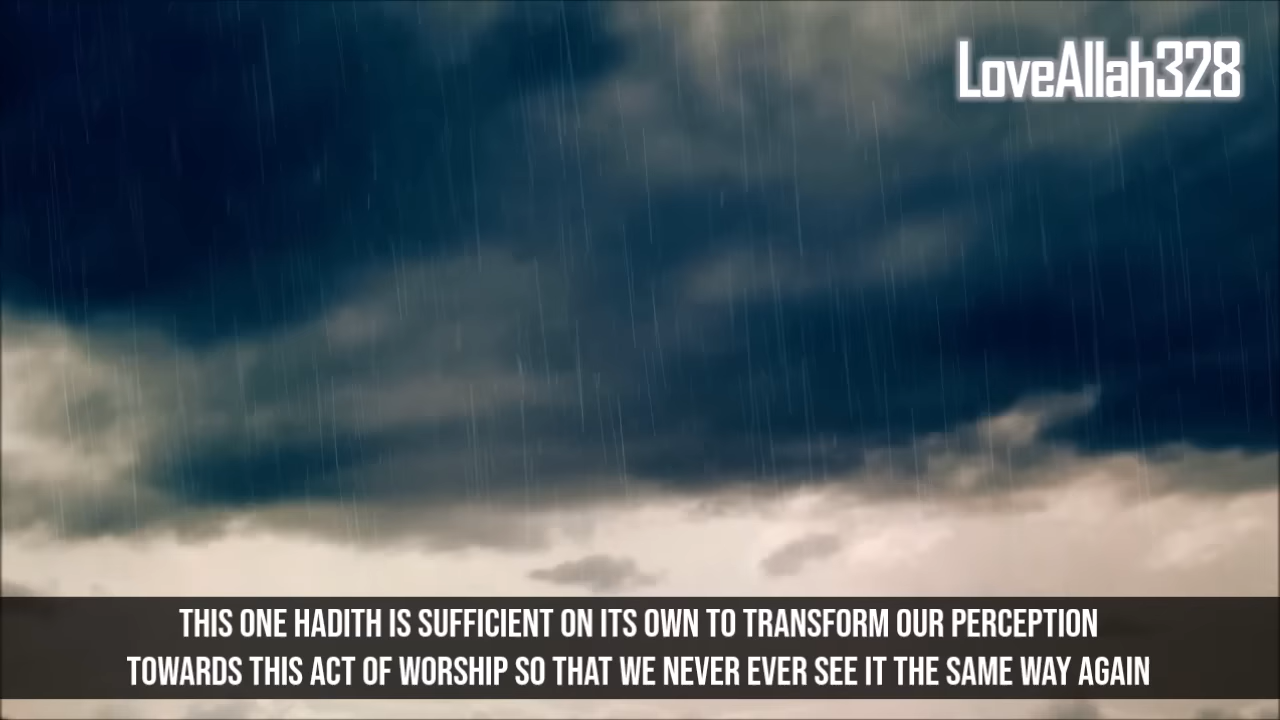 LoveAllah328
THIS ONE HADITH IS SUFFICIENT ON ITS OWN TO TRANSFORM OUR PERCEPTION
TOWARDS THIS ACT OF WORSHIP SO THAT WE NEVER EVER SEE IT THE SAME WAY AGAIN